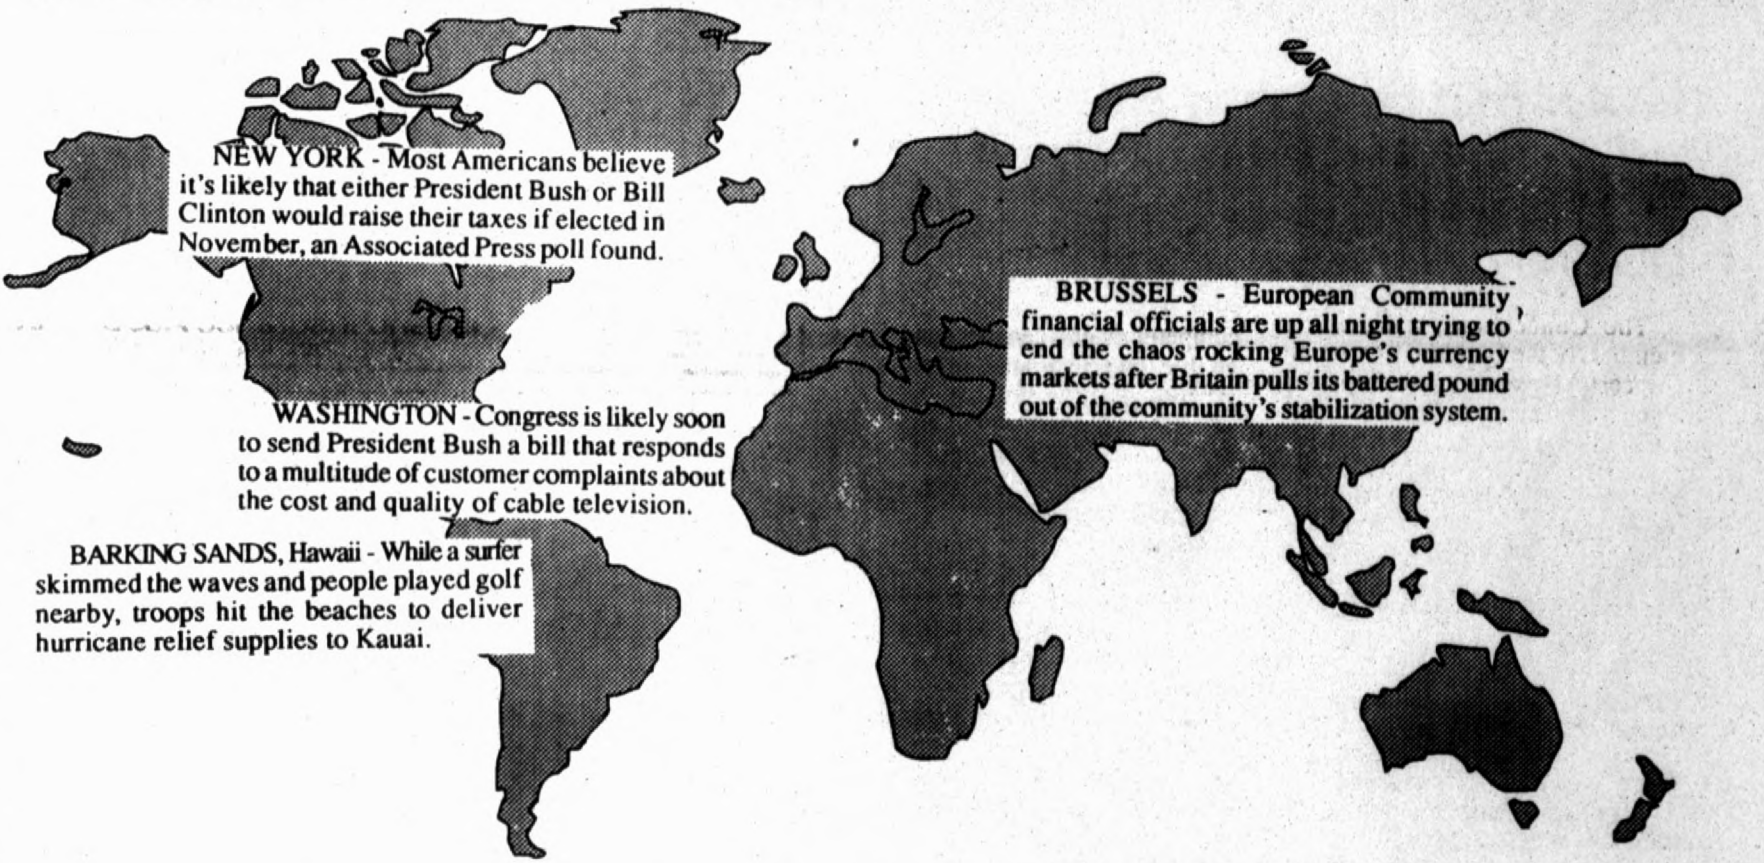 NEW YORK - Most Americans believe
it's likely that either President Bush or Bill
Clinton would raise their taxes if elected in
November, an Associated Press poll found.
BRUSSELS - European Community
financial officials are up all night trying to
end the chaos rocking Europe's currency
markets after Britain pulls its battered pound
out of the community's stabilization system.
WASHINGTON - Congress is likely soon
to send President Bush a bill that responds
to a multitude of customer complaints about
the cost and quality of cable television.
BARKING SANDS, Hawaii - While a surfer
skimmed the waves and people played golf
nearby, troops hit the beaches to deliver
hurricane relief supplies to Kauai.